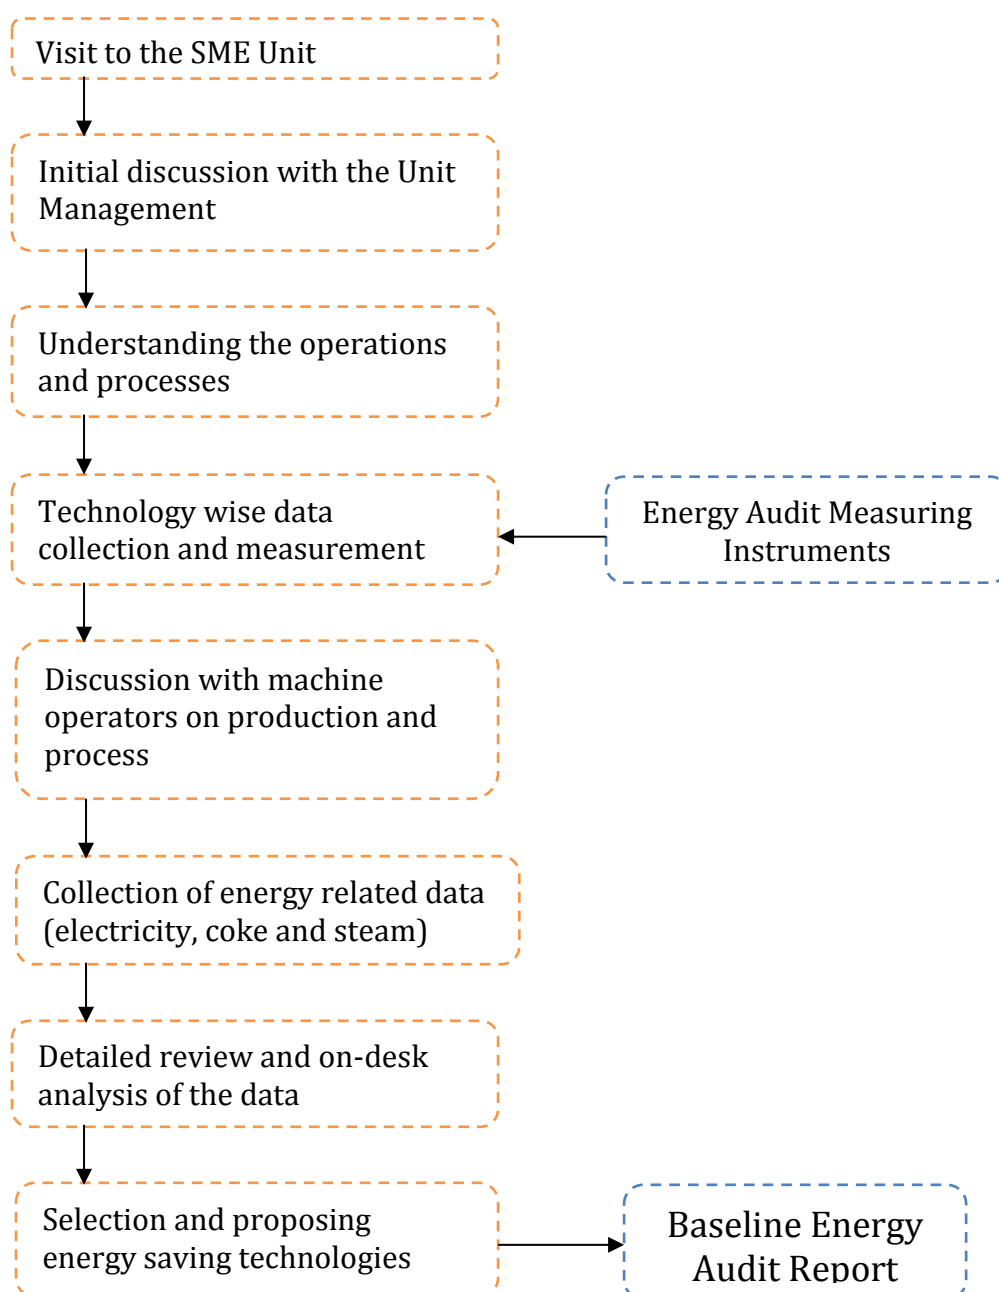 Visit to the SME Unit
Initial discussion with the Unit
Management
Understanding the operations
and processes
Technology wise data
collection and measurement
Energy Audit Measuring
Instruments
Discussion with machine
operators on production and
process
Collection of energy related data
(electricity, coke and steam)
Detailed review and on-desk
analysis of the data
Selection and proposing
energy saving technologies
Baseline Energy
Audit Report